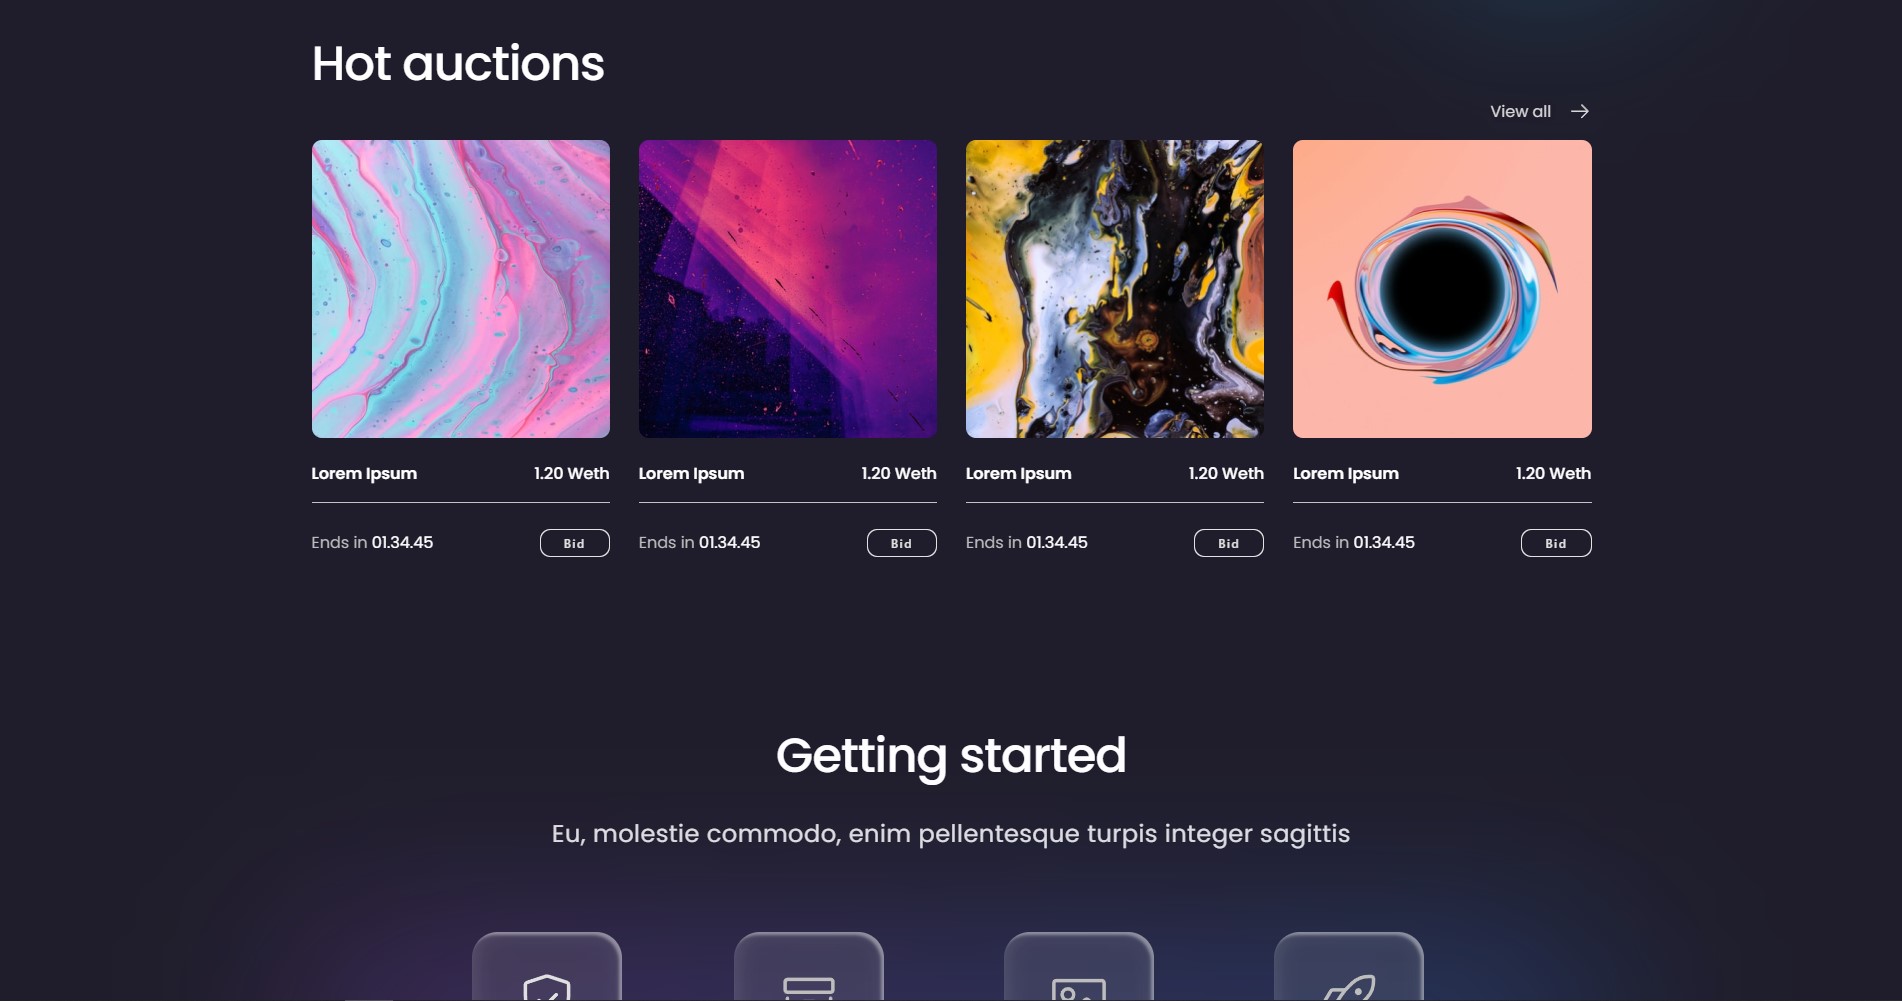 Hot auctions
View all
Lorem Ipsum 1.20 Weth
Ends in 01.34.45 Bid
Lorem Ipsum 1.20 Weth
Ends in 01.34.45 Bid
Lorem Ipsum 1.20 Weth
Ends in 01.34.45 Bid
Lorem Ipsum 1.20 Weth
Ends in 01.34.45 Bid
Getting started
Eu, molestie commodo, enim pellentesque turpis integer sagittis